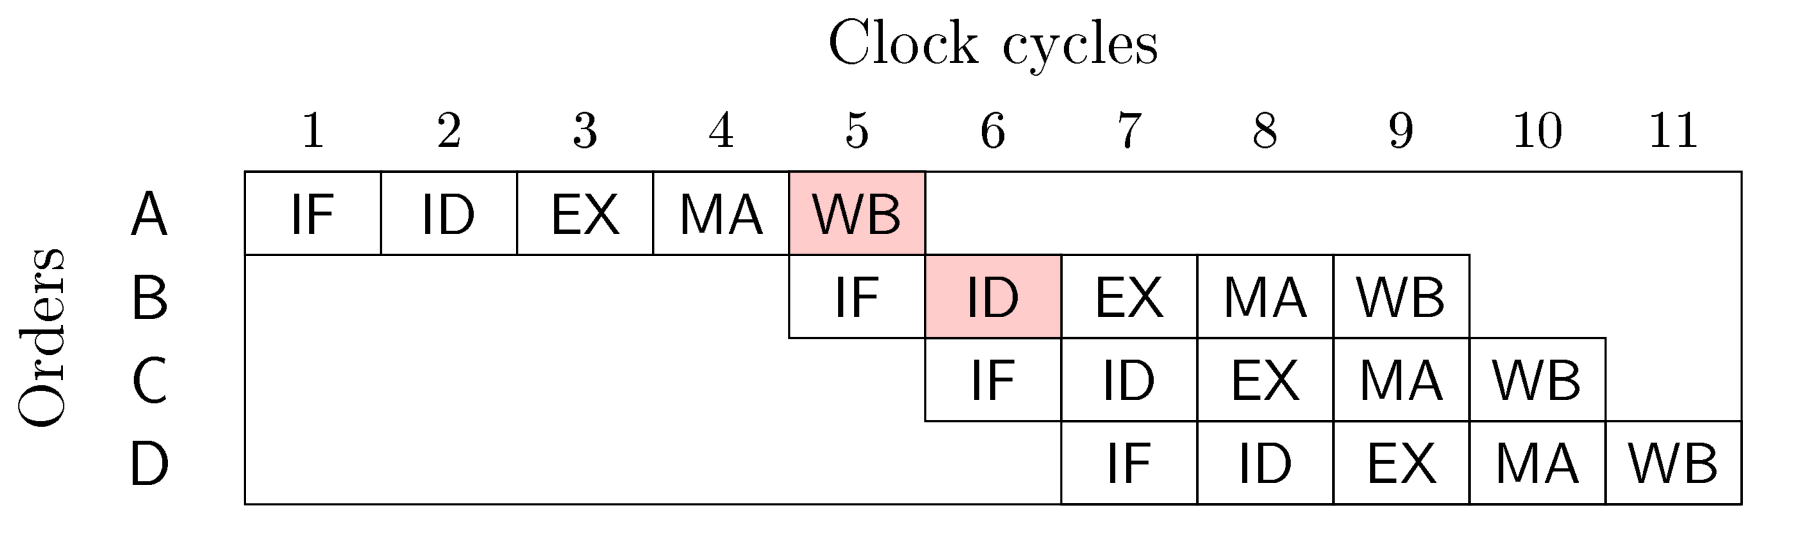 Clock cycles
1 2 3 4 5 6 7 8 9 10 11
Orders
A IF ID EX MA WB
B IF ID EX MA WB
C IF ID EX MA WB
D IF ID EX MA WB